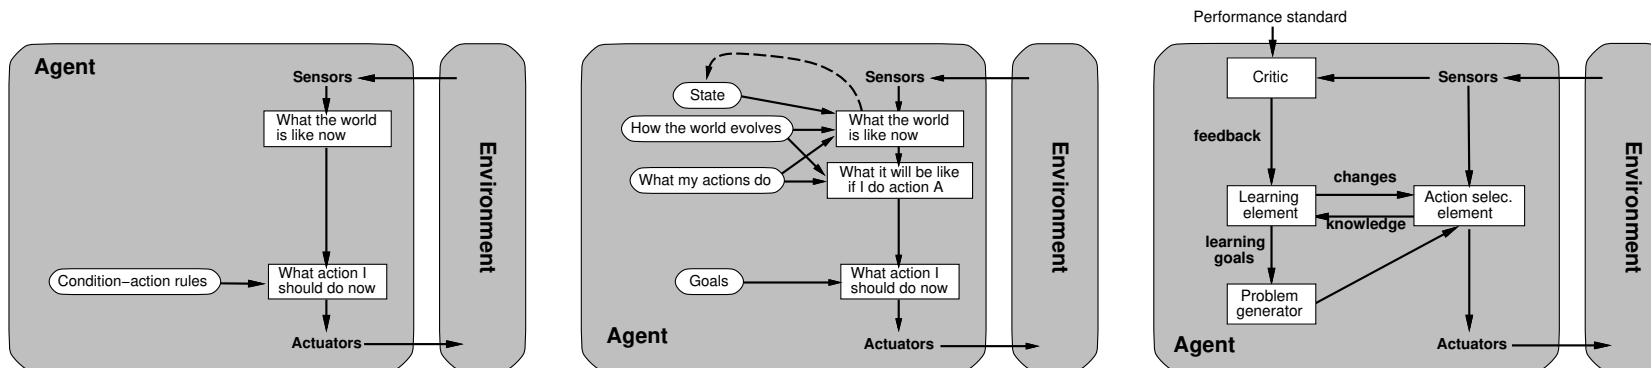 Agent
Sensors
What the world
is like now
Condition−action rules
What action I
should do now
Actuators
Environment
Sensors
State
How the world evolves
What the world
is like now
What my actions do
What it will be like
if I do action A
Goals
What action I
should do now
Agent
Actuators
Environment
Performance standard
Critic
Sensors
feedback
changes
Learning
element
Action selec.
element
knowledge
learning
goals
Problem
generator
Agent
Actuators
Environment